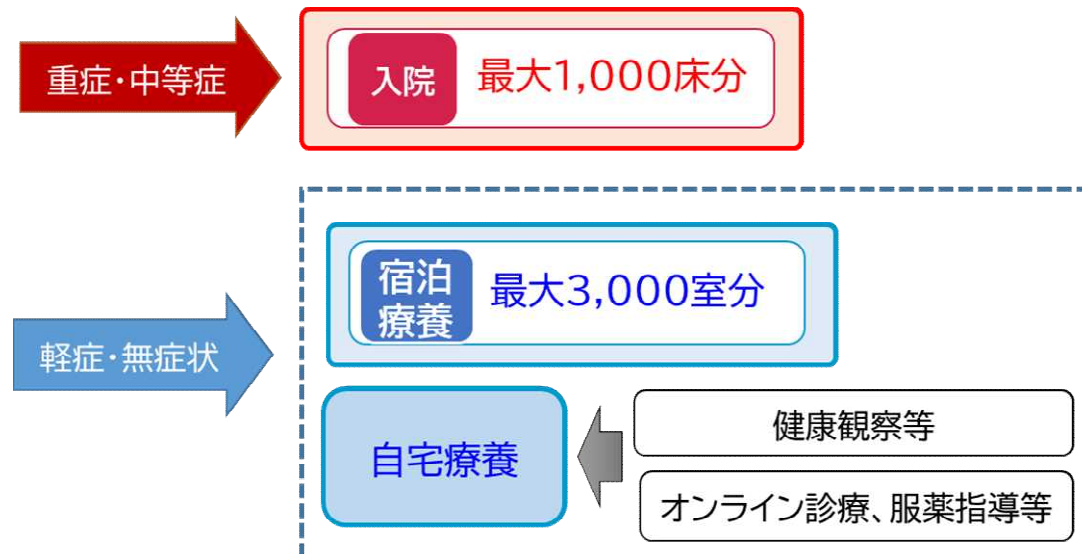 重症・中等症
入院
最大1,000床分
軽症・無症状
宿泊
療養
最大3,000室分
自宅療養
健康観察等
オンライン診療、服薬指導等